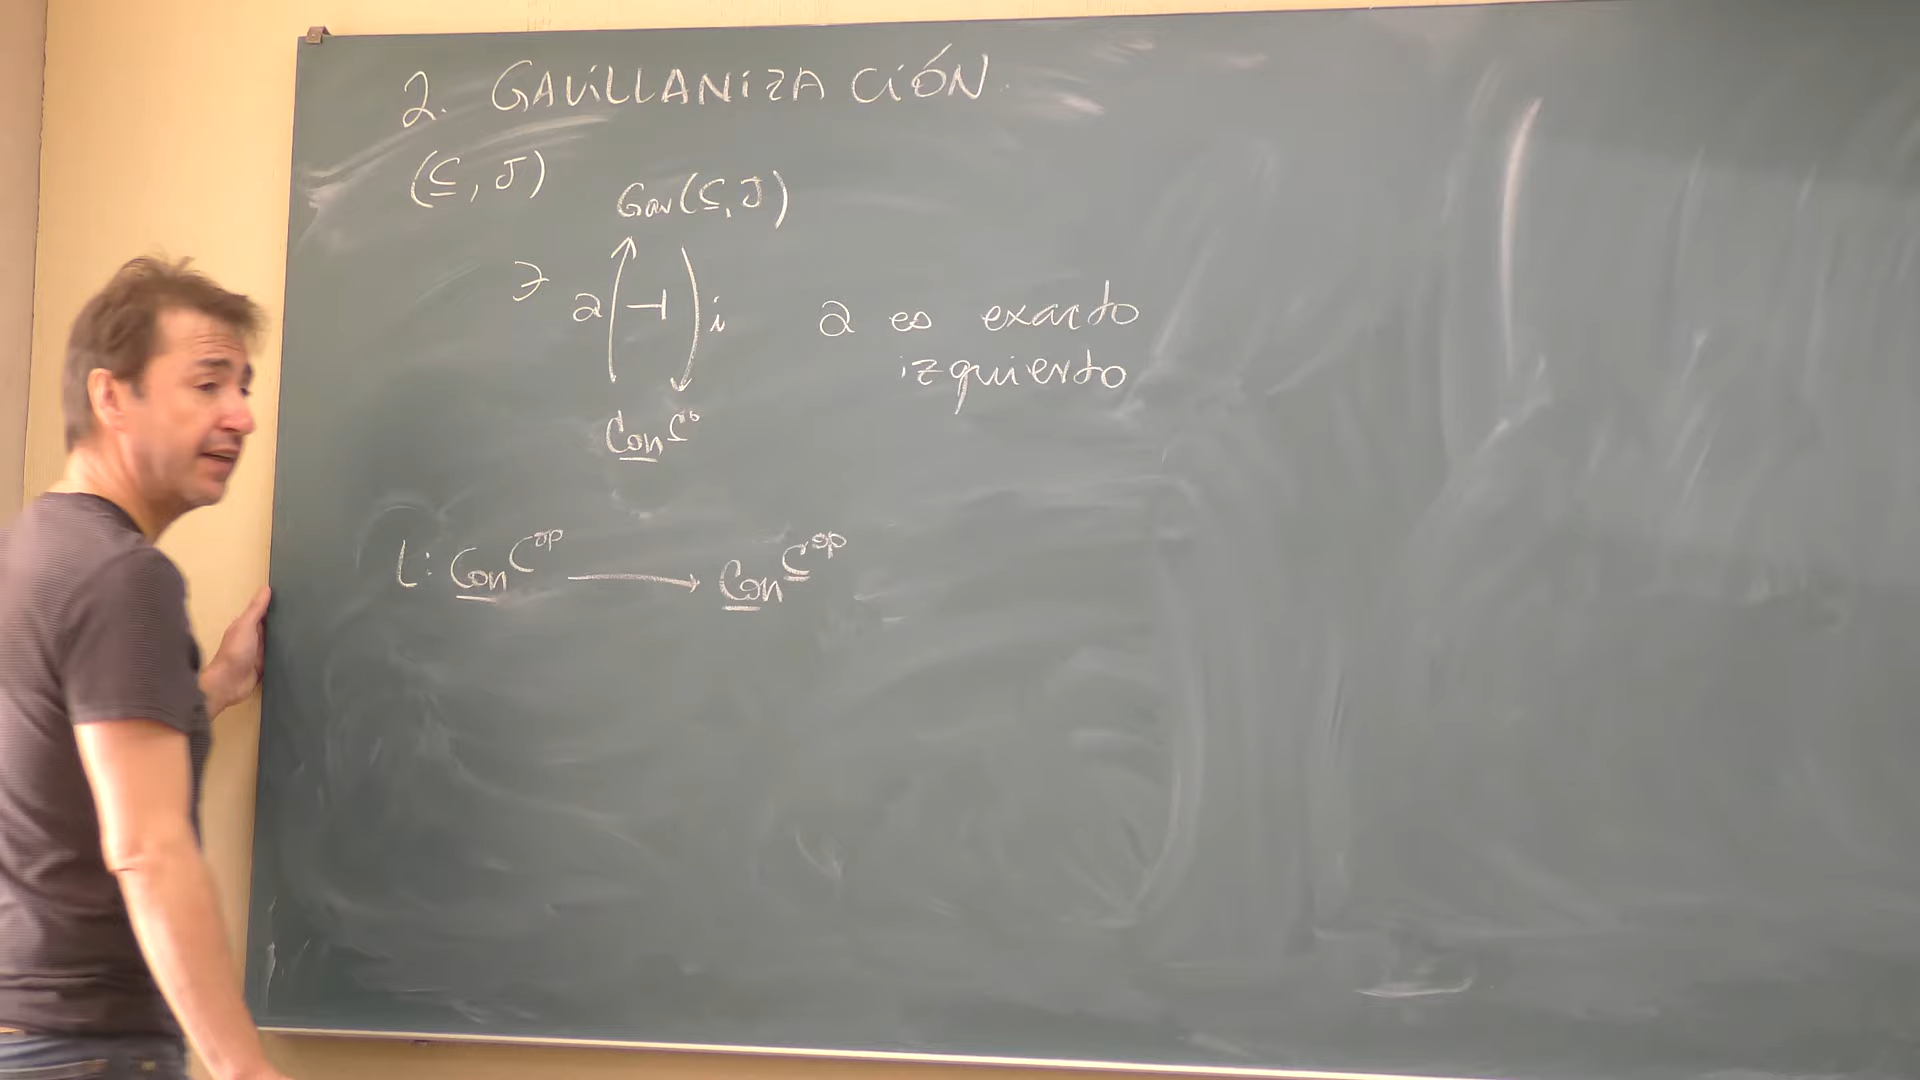 2. GAVILLANIZACIÓN
(C, J)
Gav(C, J)
∃ a ⊣ i a es exacto
izquierdo
Con C^o
L: Con C^op → Con C^op